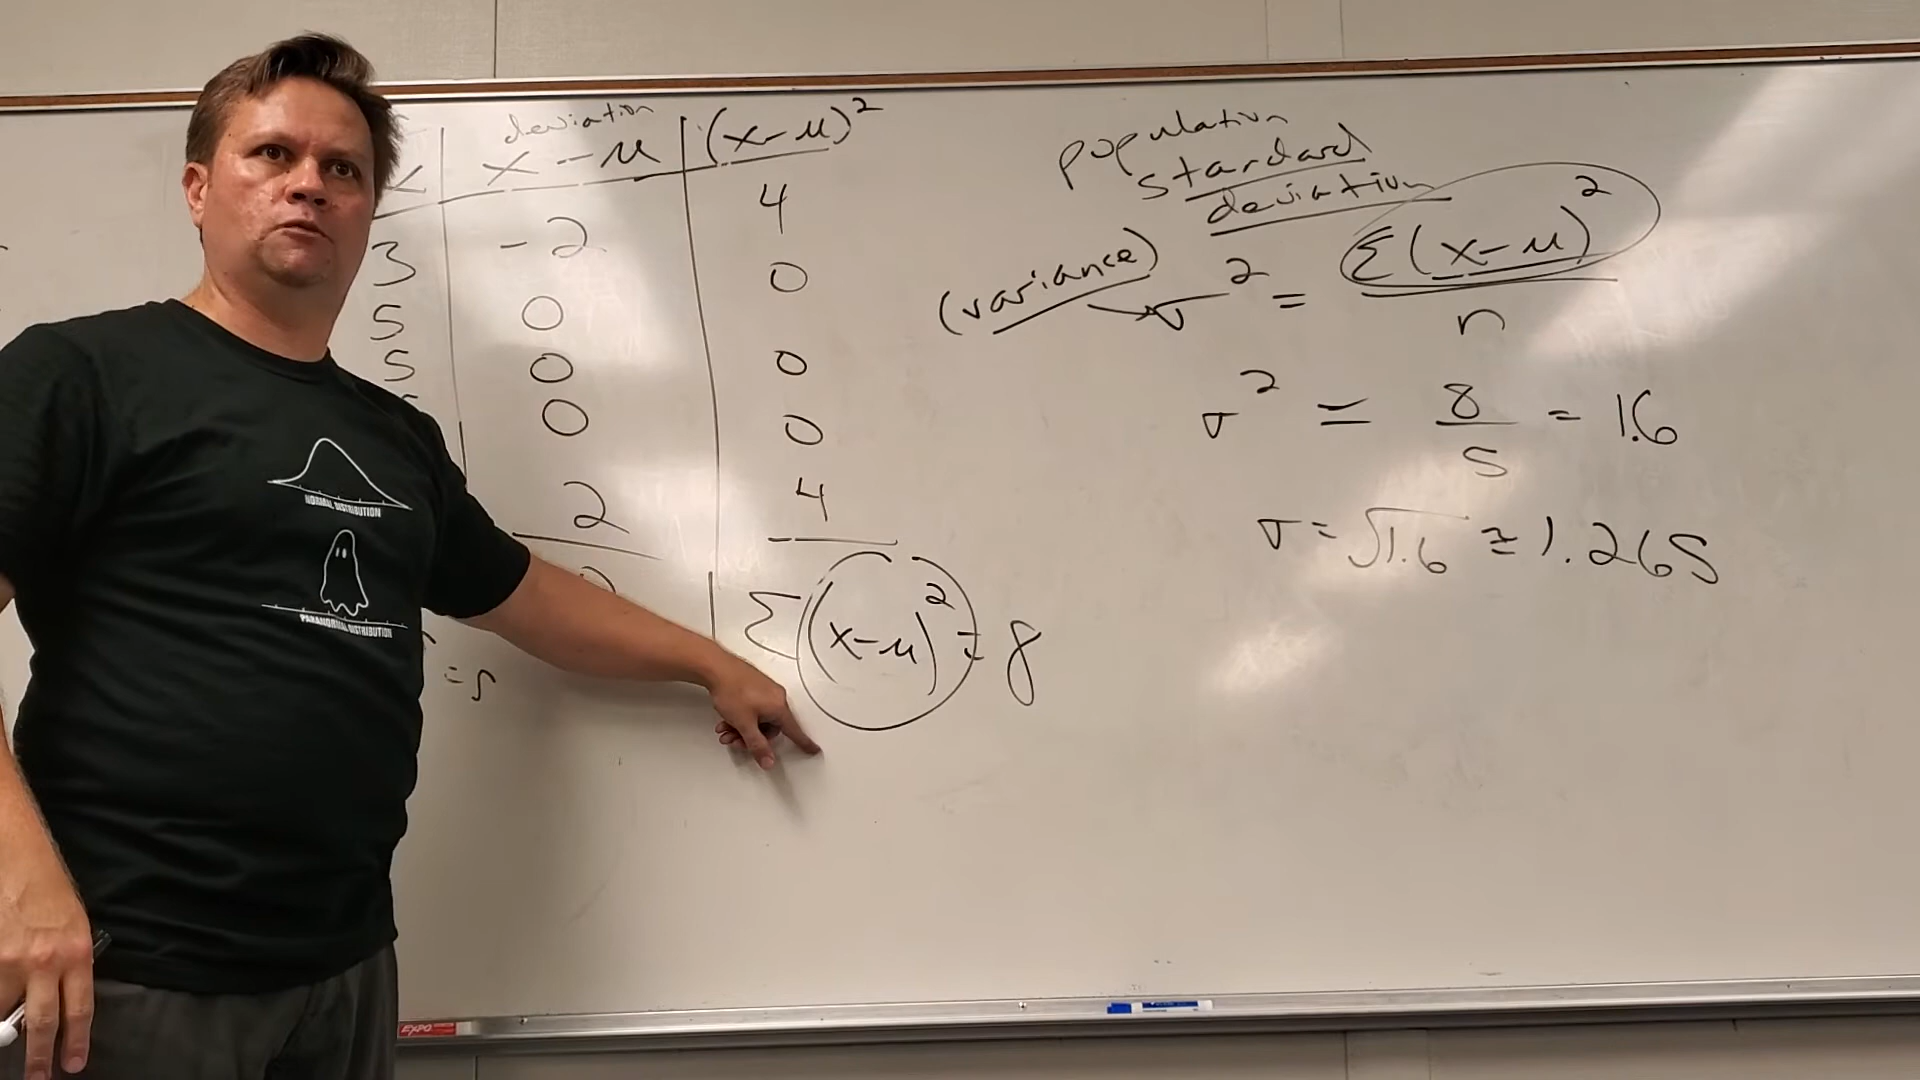 deviation
x - μ
(x-μ)²
3
-2
4
5
0
0
5
0
0
0
0
2
4
Σ(x-μ)² = 8
= 5
population
standard
deviation
(variance) → σ² = Σ(x-μ)² / n
σ² = 8/5 = 1.6
σ = √1.6 ≅ 1.265
NORMAL DISTRIBUTION
PARANORMAL DISTRIBUTION
EXPO